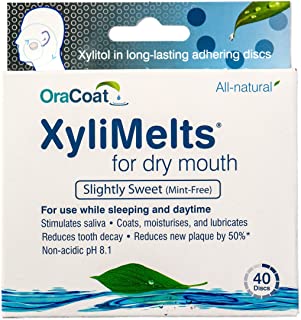 Xylitol in long-lasting adhering discs
OraCoat
All-natural
XyliMelts®
for dry mouth
Slightly Sweet (Mint-Free)
For use while sleeping and daytime
Stimulates saliva • Coats, moisturises, and lubricates
Reduces tooth decay • Reduces new plaque by 50%*
Non-acidic pH 8.1
40
Discs